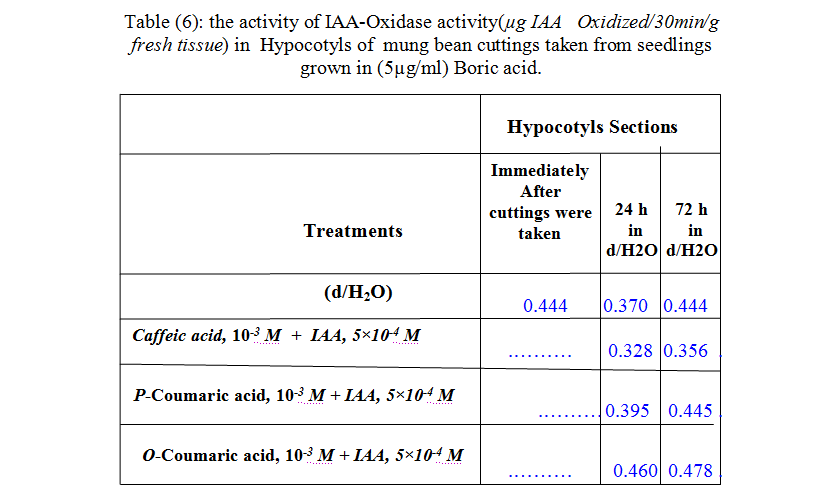 Table (6): the activity of IAA-Oxidase activity(µg IAA Oxidized/30min/g
fresh tissue) in Hypocotyls of mung bean cuttings taken from seedlings
grown in (5µg/ml) Boric acid.
Hypocotyls Sections
Treatments
Immediately
After
cuttings were
taken
24 h
in
d/H2O
72 h
in
d/H2O
(d/H₂O)
0.444
0.370
0.444
Caffeic acid, 10⁻³ M + IAA, 5×10⁻⁴ M
..........
0.328
0.356
P-Coumaric acid, 10⁻³ M + IAA, 5×10⁻⁴ M
..........
0.395
0.445
O-Coumaric acid, 10⁻³ M + IAA, 5×10⁻⁴ M
..........
0.460
0.478